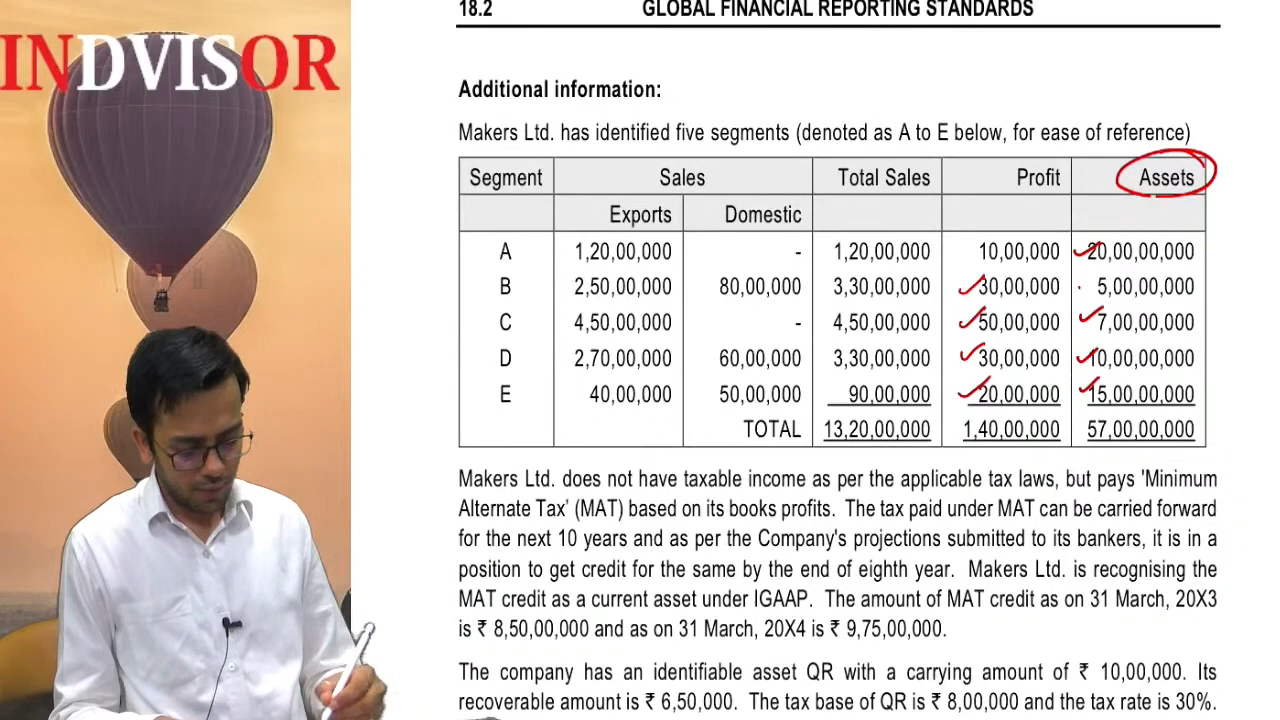 18.2 GLOBAL FINANCIAL REPORTING STANDARDS
INDVISOR
Additional information:
Makers Ltd. has identified five segments (denoted as A to E below, for ease of reference)
Segment Sales Total Sales Profit Assets
Exports Domestic
A 1,20,00,000 - 1,20,00,000 10,00,000 20,00,00,000
B 2,50,00,000 80,00,000 3,30,00,000 30,00,000 5,00,00,000
C 4,50,00,000 - 4,50,00,000 50,00,000 7,00,00,000
D 2,70,00,000 60,00,000 3,30,00,000 30,00,000 10,00,00,000
E 40,00,000 50,00,000 90,00,000 20,00,000 15,00,00,000
TOTAL 13,20,00,000 1,40,00,000 57,00,00,000
Makers Ltd. does not have taxable income as per the applicable tax laws, but pays 'Minimum
Alternate Tax' (MAT) based on its books profits. The tax paid under MAT can be carried forward
for the next 10 years and as per the Company's projections submitted to its bankers, it is in a
position to get credit for the same by the end of eighth year. Makers Ltd. is recognising the
MAT credit as a current asset under IGAAP. The amount of MAT credit as on 31 March, 20X3
is ₹ 8,50,00,000 and as on 31 March, 20X4 is ₹ 9,75,00,000.
The company has an identifiable asset QR with a carrying amount of ₹ 10,00,000. Its
recoverable amount is ₹ 6,50,000. The tax base of QR is ₹ 8,00,000 and the tax rate is 30%.